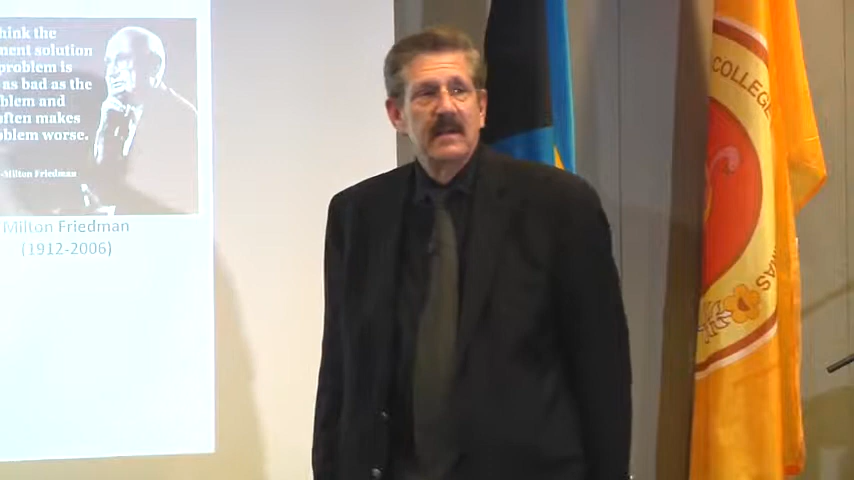 hink the
ment solution
problem is
as bad as the
blem and
often makes
oblem worse.
-Milton Friedman
Milton Friedman
(1912-2006)
COLLEGE
MAS